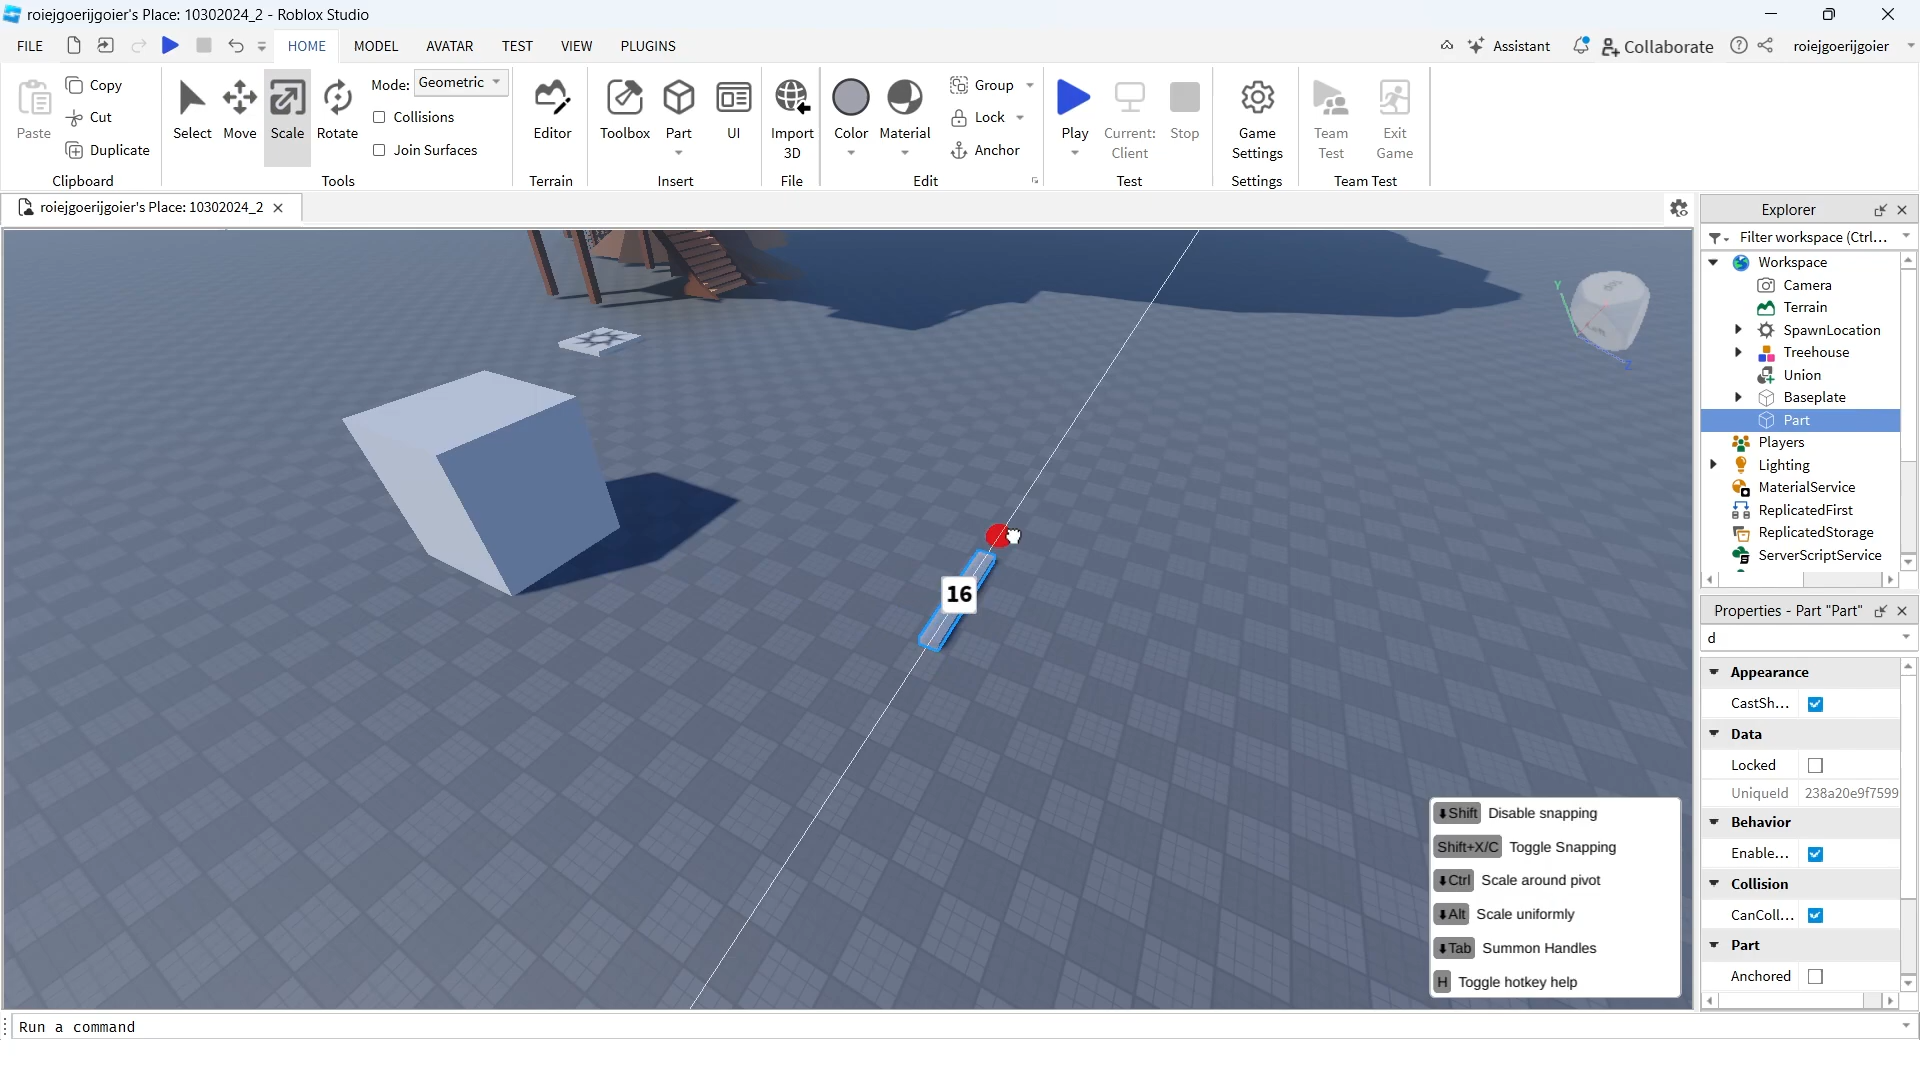 roiejgoerijgoier's Place: 10302024_2 - Roblox Studio
FILE HOME MODEL AVATAR TEST VIEW PLUGINS Assistant Collaborate roiejgoerijgoier
Paste Copy Cut Duplicate
Select Move Scale Rotate
Mode: Geometric
Collisions
Join Surfaces
Editor
Toolbox Part UI
Import 3D
Color Material
Group
Lock
Anchor
Play Current: Client Stop
Game Settings
Team Test
Exit Game
Clipboard Tools Terrain Insert File Edit Test Settings Team Test
roiejgoerijgoier's Place: 10302024_2
16
Y
Z
Shift Disable snapping
Shift+X/C Toggle Snapping
Ctrl Scale around pivot
Alt Scale uniformly
Tab Summon Handles
H Toggle hotkey help
Explorer
Filter workspace (Ctrl...
Workspace
Camera
Terrain
SpawnLocation
Treehouse
Union
Baseplate
Part
Players
Lighting
MaterialService
ReplicatedFirst
ReplicatedStorage
ServerScriptService
Properties - Part "Part"
d
Appearance
CastSh...
Data
Locked
UniqueId 238a20e9f7599
Behavior
Enable...
Collision
CanColl...
Part
Anchored
Run a command